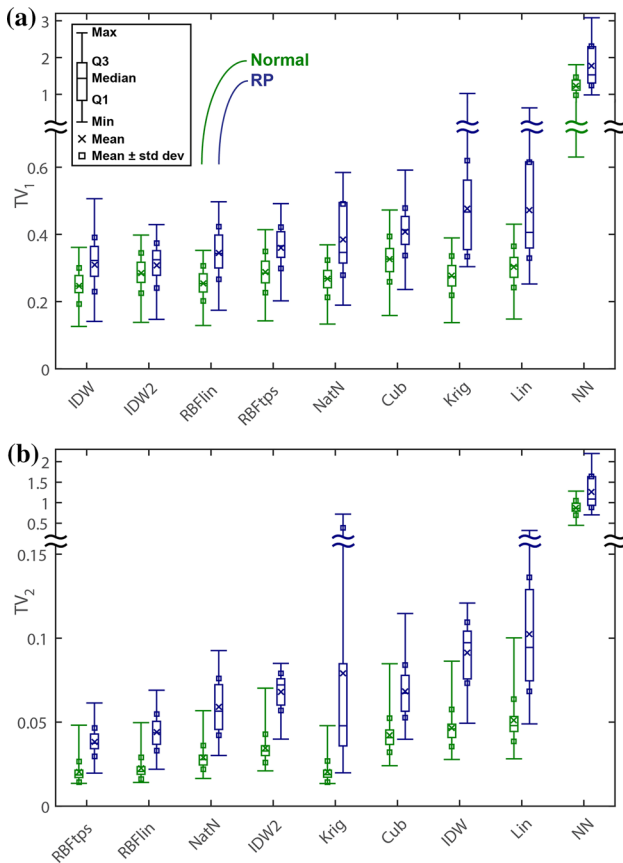 (a)
3
2
1
0.6
0.4
0.2
0
TV1
Max
Q3
Median
Q1
Min
Mean
Mean ± std dev
Normal
RP
IDW
IDW2
RBFlin
RBFtps
NatN
Cub
Krig
Lin
NN
(b)
2
1.5
1
0.5
0.15
0.1
0.05
0
TV2
RBFtps
RBFlin
NatN
IDW2
Krig
Cub
IDW
Lin
NN